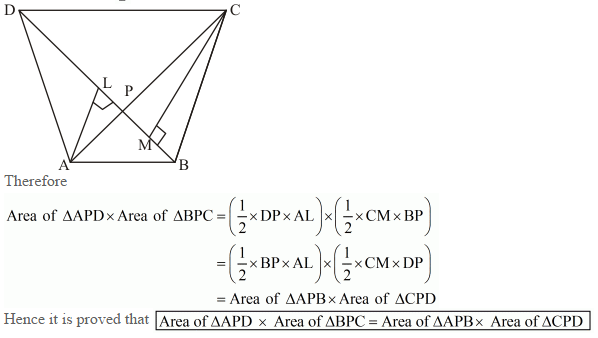 D C
L
P
M
A B
Therefore
Area of ΔAPD × Area of ΔBPC = (1/2 × DP × AL) × (1/2 × CM × BP)
= (1/2 × BP × AL) × (1/2 × CM × DP)
= Area of ΔAPB × Area of ΔCPD
Hence it is proved that Area of ΔAPD × Area of ΔBPC = Area of ΔAPB × Area of ΔCPD